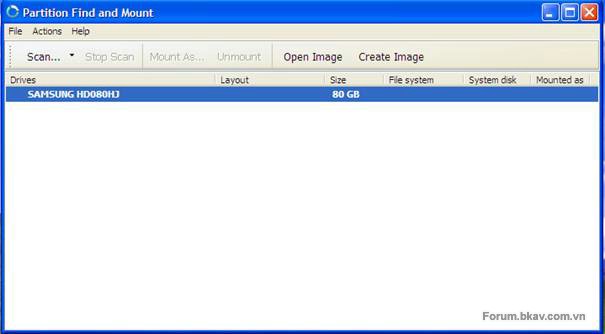 Partition Find and Mount
File Actions Help
Scan... Stop Scan Mount As... Unmount Open Image Create Image
Drives Layout Size File system System disk Mounted as
SAMSUNG HD080HJ 80 GB
Forum.bkav.com.vn